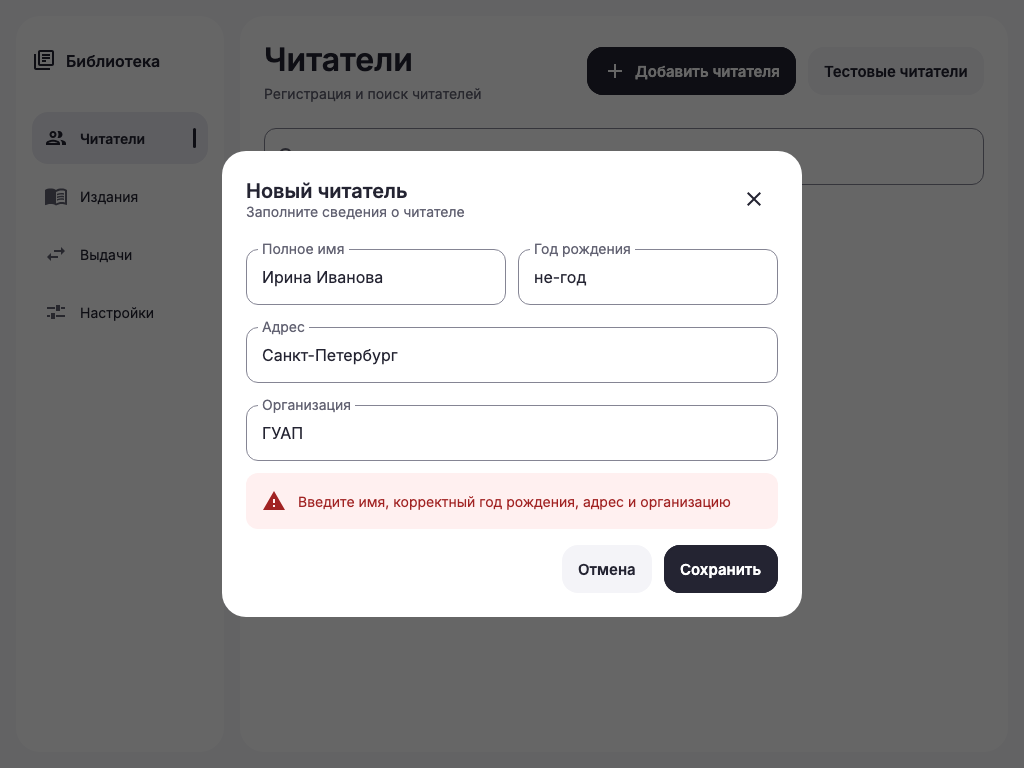 Библиотека
Читатели
Издания
Выдачи
Настройки
Читатели
Регистрация и поиск читателей
Добавить читателя
Тестовые читатели
Новый читатель
Заполните сведения о читателе
Полное имя
Ирина Иванова
Год рождения
не-год
Адрес
Санкт-Петербург
Организация
ГУАП
Введите имя, корректный год рождения, адрес и организацию
Отмена
Сохранить